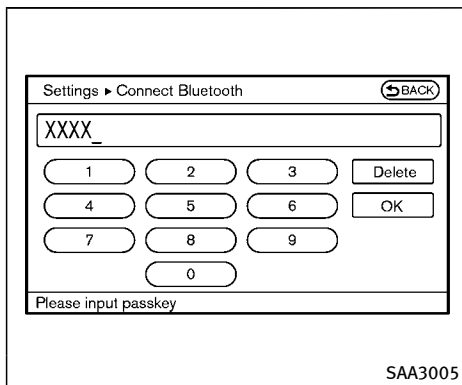 Settings ▸ Connect Bluetooth BACK
XXXX_
1 2 3 Delete
4 5 6 OK
7 8 9
0
Please input passkey
SAA3005